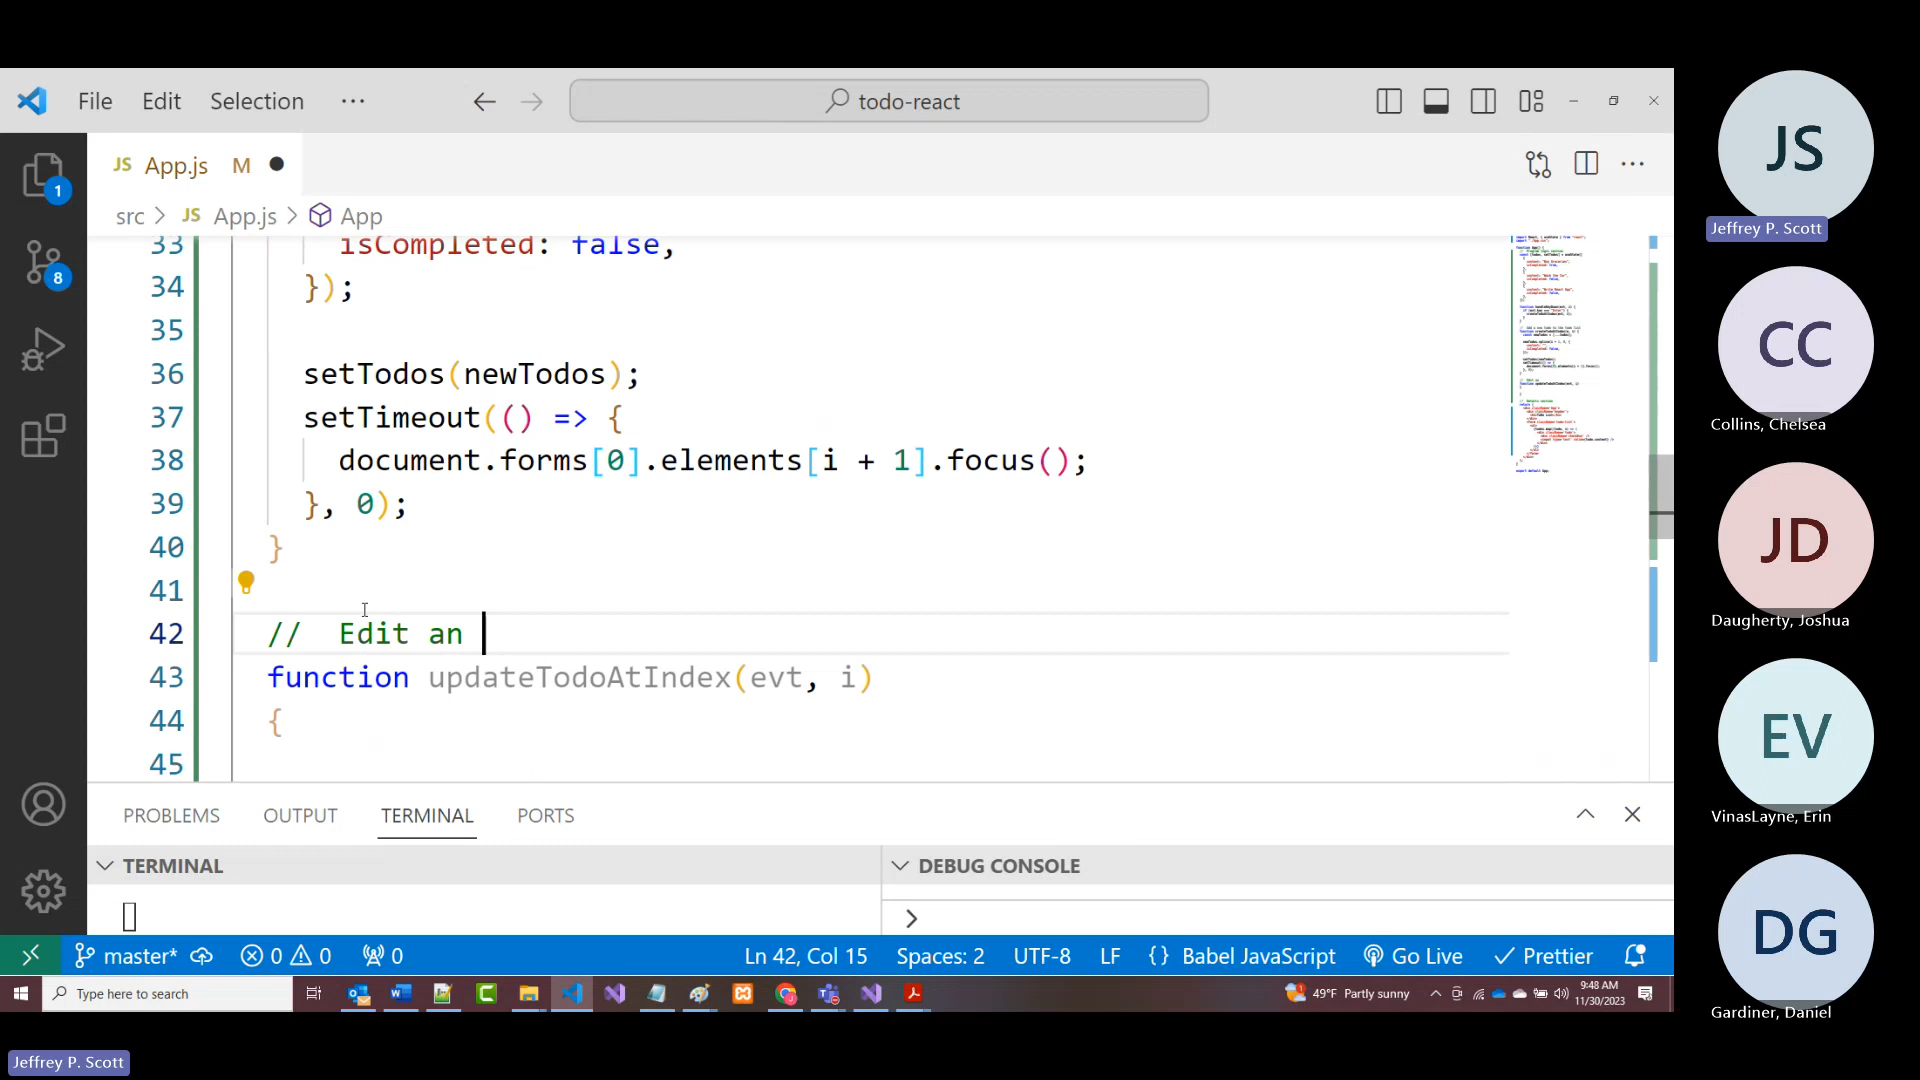 File Edit Selection ··· todo-react
JS App.js M
src > JS App.js > App
33 isCompleted: false,
34 });
35
36 setTodos(newTodos);
37 setTimeout(() => {
38 document.forms[0].elements[i + 1].focus();
39 }, 0);
40 }
41
42 // Edit an
43 function updateTodoAtIndex(evt, i)
44 {
45
PROBLEMS OUTPUT TERMINAL PORTS
TERMINAL DEBUG CONSOLE
>
master* 0 0 0 Ln 42, Col 15 Spaces: 2 UTF-8 LF {} Babel JavaScript Go Live Prettier
Type here to search 49°F Partly sunny 9:48 AM
11/30/2023
1
8
JS
Jeffrey P. Scott
CC
Collins, Chelsea
JD
Daugherty, Joshua
EV
VinasLayne, Erin
DG
Gardiner, Daniel
Jeffrey P. Scott